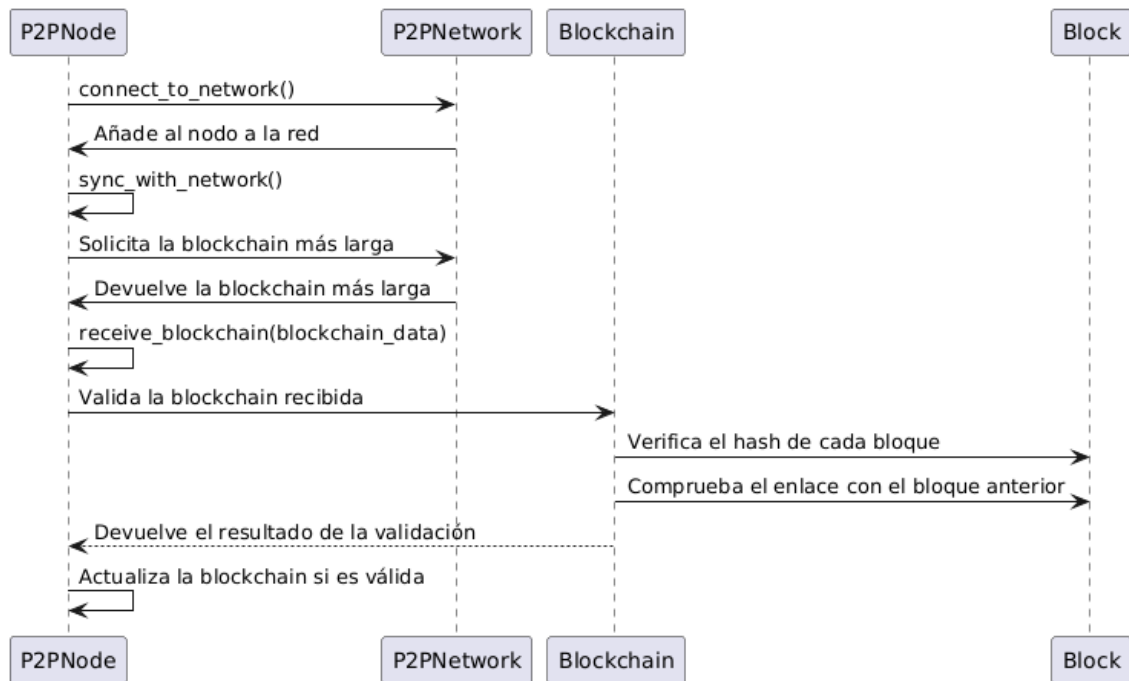 P2PNode
P2PNetwork
Blockchain
Block
connect_to_network()
Añade al nodo a la red
sync_with_network()
Solicita la blockchain más larga
Devuelve la blockchain más larga
receive_blockchain(blockchain_data)
Valida la blockchain recibida
Verifica el hash de cada bloque
Comprueba el enlace con el bloque anterior
Devuelve el resultado de la validación
Actualiza la blockchain si es válida
P2PNode
P2PNetwork
Blockchain
Block